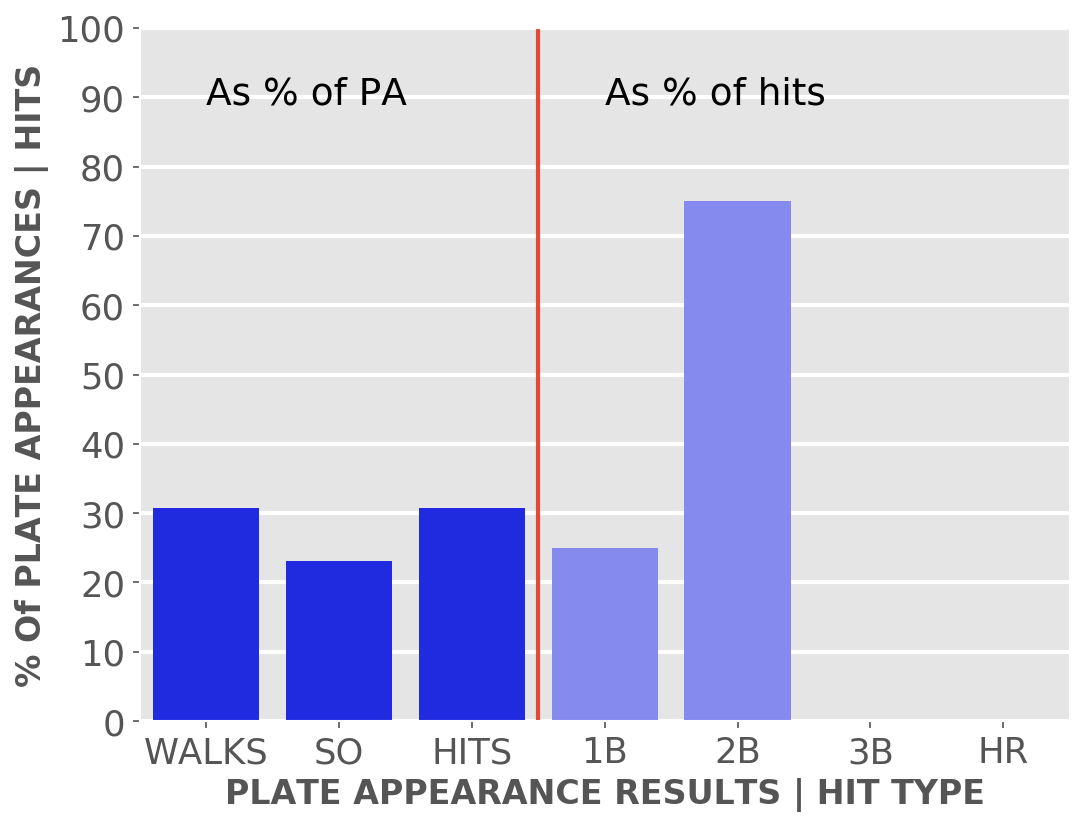 100
90
80
70
60
50
40
30
20
10
0
% Of PLATE APPEARANCES | HITS
As % of PA
As % of hits
WALKS SO HITS 1B 2B 3B HR
PLATE APPEARANCE RESULTS | HIT TYPE